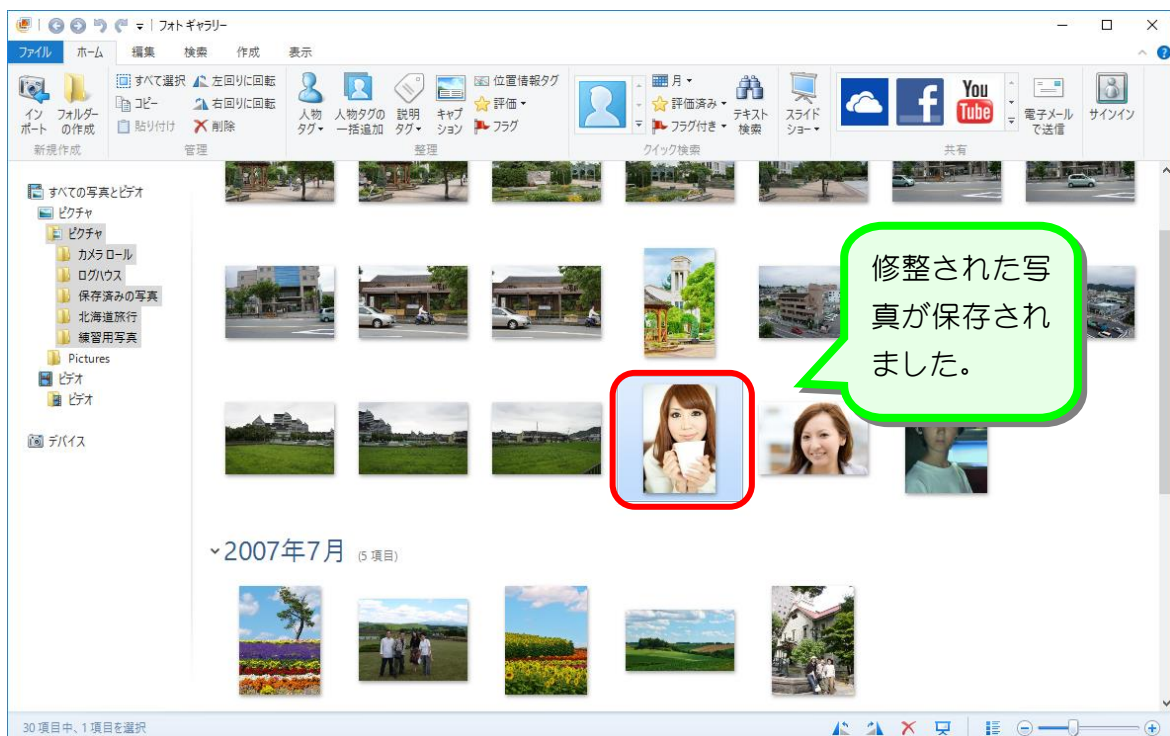 フォト ギャラリー
ファイル ホーム 編集 検索 作成 表示
イン
ポート
フォルダー
の作成
新規作成
すべて選択
コピー
貼り付け
左回りに回転
右回りに回転
削除
管理
人物
タグ
人物タグの
一括追加
説明
タグ
キャプ
ション
位置情報タグ
評価
フラグ
整理
月
評価済み
フラグ付き
テキスト
検索
クイック検索
スライド
ショー
You
Tube
電子メール
で送信
共有
サインイン
すべての写真とビデオ
ピクチャ
ピクチャ
カメラ ロール
ログハウス
保存済みの写真
北海道旅行
練習用写真
Pictures
ビデオ
ビデオ
デバイス
修整された写
真が保存され
ました。
2007年7月 (5 項目)
30 項目中、1 項目を選択